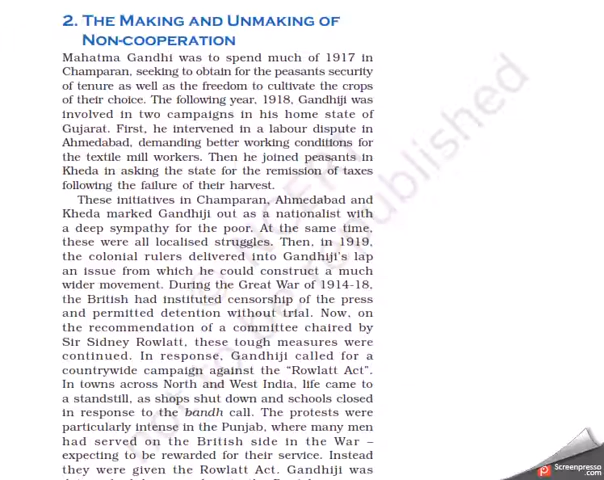 2. The Making and Unmaking of
Non-cooperation
Mahatma Gandhi was to spend much of 1917 in
Champaran, seeking to obtain for the peasants security
of tenure as well as the freedom to cultivate the crops
of their choice. The following year, 1918, Gandhiji was
involved in two campaigns in his home state of
Gujarat. First, he intervened in a labour dispute in
Ahmedabad, demanding better working conditions for
the textile mill workers. Then he joined peasants in
Kheda in asking the state for the remission of taxes
following the failure of their harvest.
These initiatives in Champaran, Ahmedabad and
Kheda marked Gandhiji out as a nationalist with
a deep sympathy for the poor. At the same time,
these were all localised struggles. Then, in 1919,
the colonial rulers delivered into Gandhiji's lap
an issue from which he could construct a much
wider movement. During the Great War of 1914-18,
the British had instituted censorship of the press
and permitted detention without trial. Now, on
the recommendation of a committee chaired by
Sir Sidney Rowlatt, these tough measures were
continued. In response, Gandhiji called for a
countrywide campaign against the “Rowlatt Act”.
In towns across North and West India, life came to
a standstill, as shops shut down and schools closed
in response to the bandh call. The protests were
particularly intense in the Punjab, where many men
had served on the British side in the War –
expecting to be rewarded for their service. Instead
they were given the Rowlatt Act. Gandhiji was
Screenpresso
.com